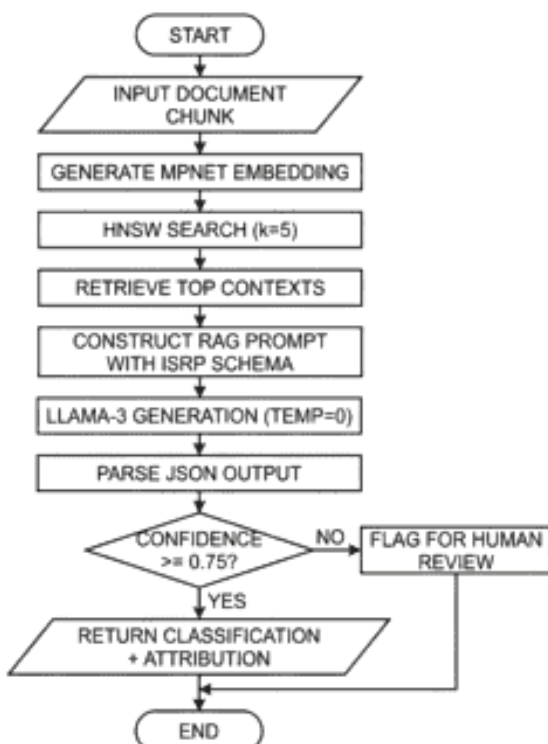 START
INPUT DOCUMENT
CHUNK
GENERATE MPNET EMBEDDING
HNSW SEARCH (k=5)
RETRIEVE TOP CONTEXTS
CONSTRUCT RAG PROMPT
WITH ISRP SCHEMA
LLAMA-3 GENERATION (TEMP=0)
PARSE JSON OUTPUT
CONFIDENCE
>= 0.75?
NO
FLAG FOR HUMAN
REVIEW
YES
RETURN CLASSIFICATION
+ ATTRIBUTION
END